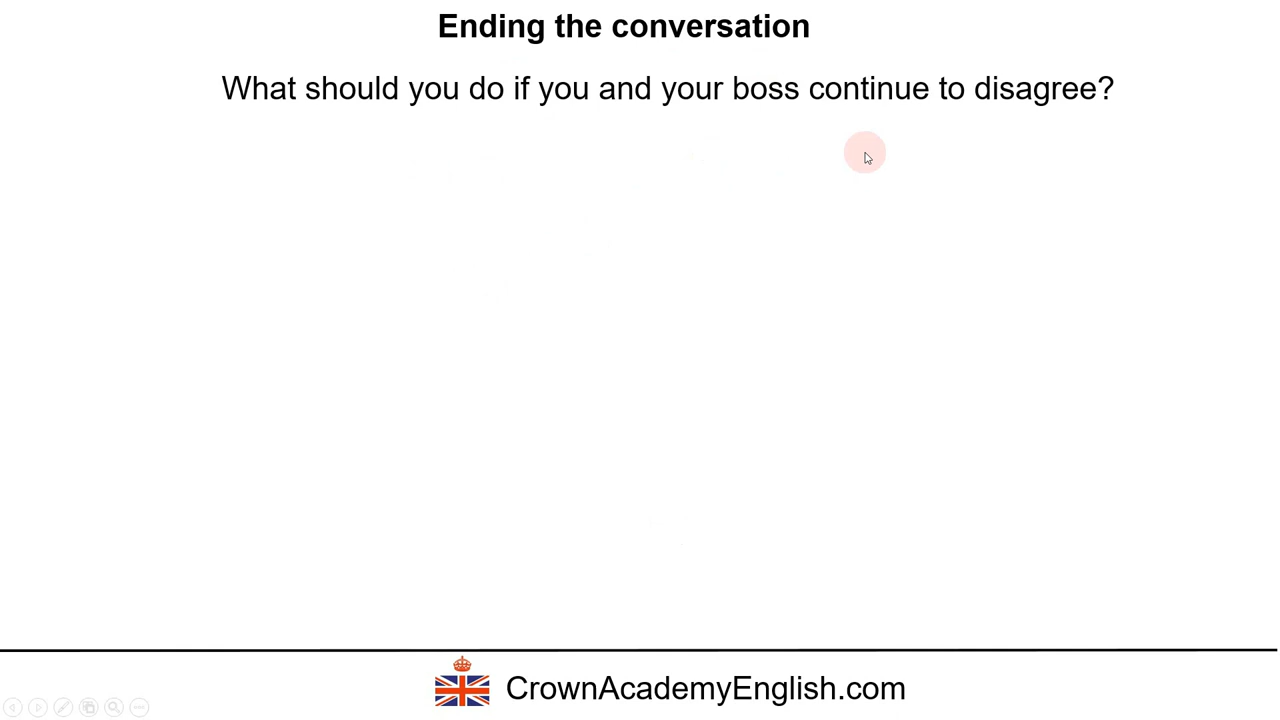 Ending the conversation
What should you do if you and your boss continue to disagree?
CrownAcademyEnglish.com